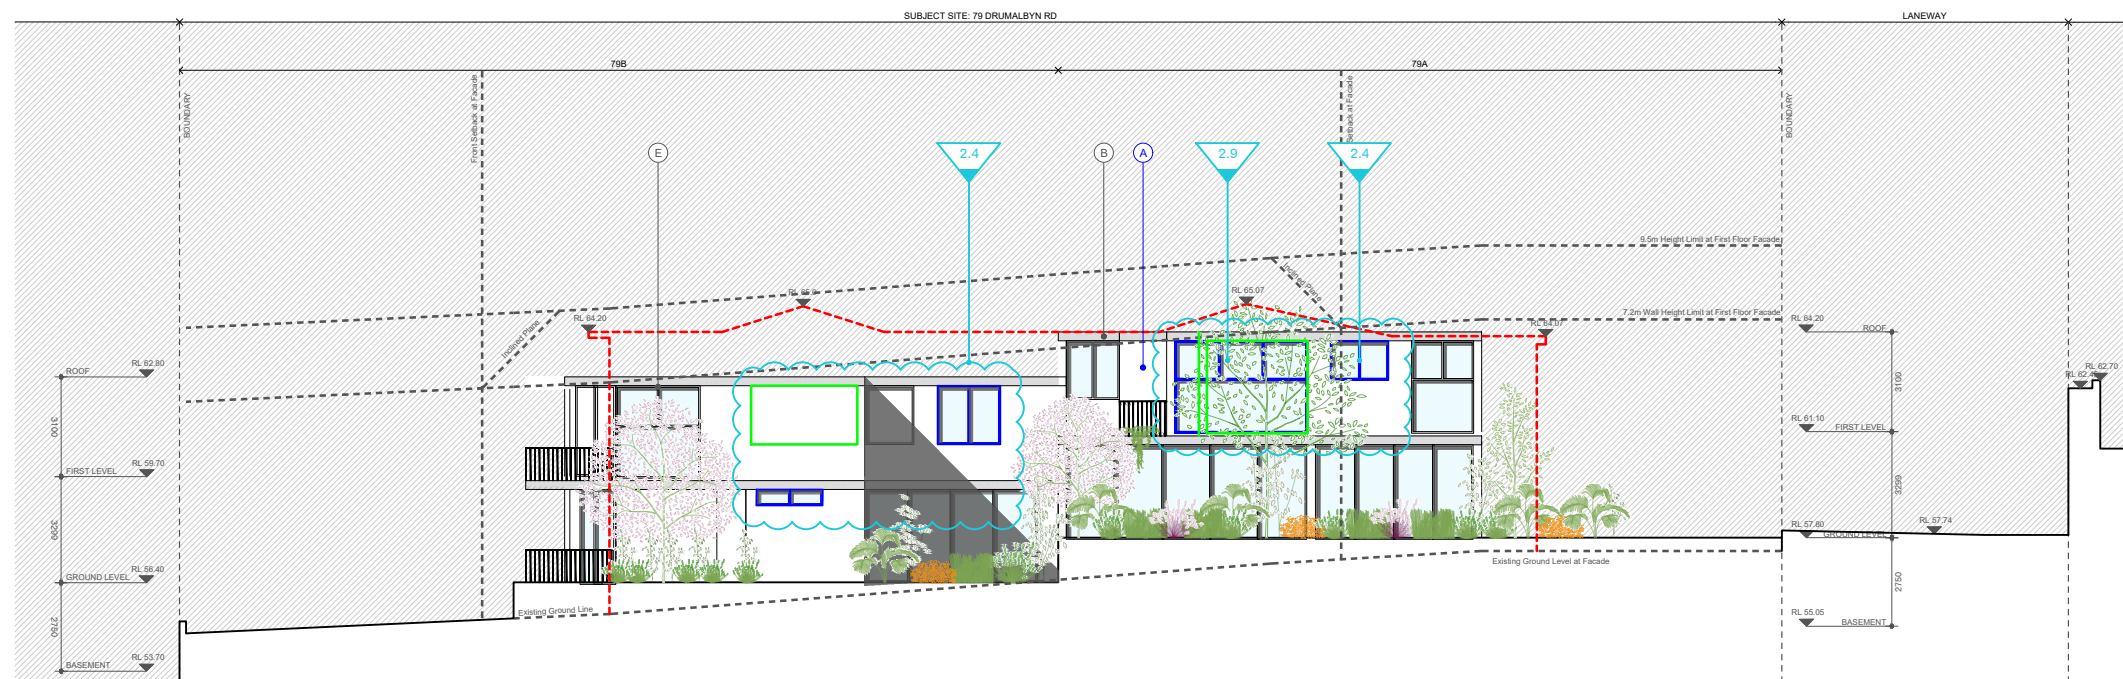 SUBJECT SITE: 79 DRUMALBYN RD
LANEWAY
79B
79A
BOUNDARY
Front Setback at Facade
Setback at Facade
BOUNDARY
E
2.4
B
A
2.9
2.4
9.5m Height Limit at First Floor Facade
Inclined Plane
RL 65.07
7.2m Wall Height Limit at First Floor Facade
RL 64.20
RL 64.07
RL 64.20
ROOF
Inclined Plane
RL 62.80
ROOF
RL 62.70
3100
3100
RL 61.10
FIRST LEVEL
RL 59.70
FIRST LEVEL
3299
3299
RL 57.80
GROUND LEVEL
RL 57.74
Existing Ground Level at Facade
RL 56.40
GROUND LEVEL
2750
Existing Ground Line
RL 55.05
BASEMENT
2750
RL 53.70
BASEMENT